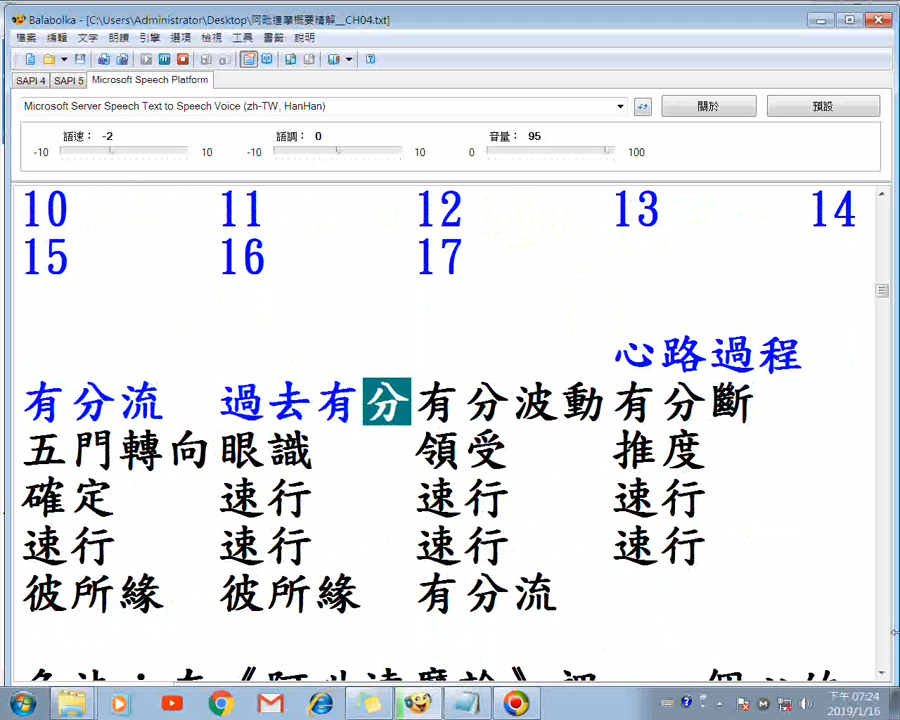 Balabolka - [C:\Users\Administrator\Desktop\阿毗達摩概要精解__CH04.txt]
檔案 編輯 文字 朗讀 引擎 選項 檢視 工具 書籤 說明
SAPI 4 SAPI 5 Microsoft Speech Platform
Microsoft Server Speech Text to Speech Voice (zh-TW, HanHan) 關於 預設
語速： -2 語調： 0 音量： 95
-10 10 -10 10 0 100
10 11 12 13 14
15 16 17
心路過程
有分流 過去有分 有分波動 有分斷
五門轉向 眼識 領受 推度
確定 速行 速行 速行
速行 速行 速行 速行
彼所緣 彼所緣 有分流
下午 07:24
2019/1/16